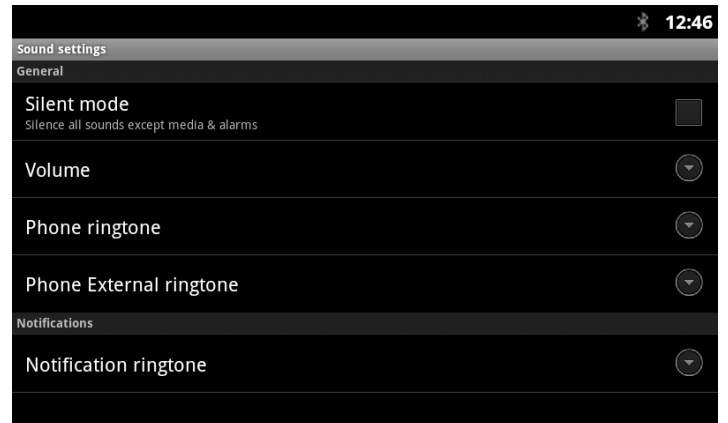 12:46
Sound settings
General
Silent mode
Silence all sounds except media & alarms
Volume
Phone ringtone
Phone External ringtone
Notifications
Notification ringtone